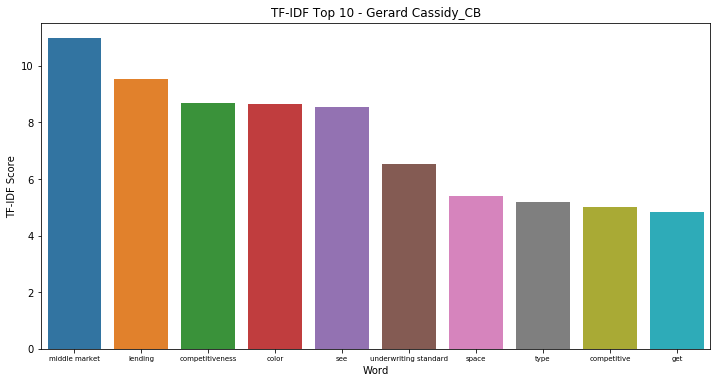 TF-IDF Top 10 - Gerard Cassidy_CB
TF-IDF Score
10
8
6
4
2
0
middle market lending competitiveness color see underwriting standard space type competitive get
Word